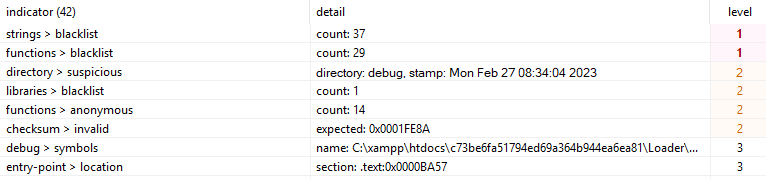 indicator (42) detail level
strings > blacklist count: 37 1
functions > blacklist count: 29 1
directory > suspicious directory: debug, stamp: Mon Feb 27 08:34:04 2023 2
libraries > blacklist count: 1 2
functions > anonymous count: 14 2
checksum > invalid expected: 0x0001FE8A 2
debug > symbols name: C:\xampp\htdocs\c73be6fa51794ed69a364b944ea6ea81\Loader\... 3
entry-point > location section: .text:0x0000BA57 3